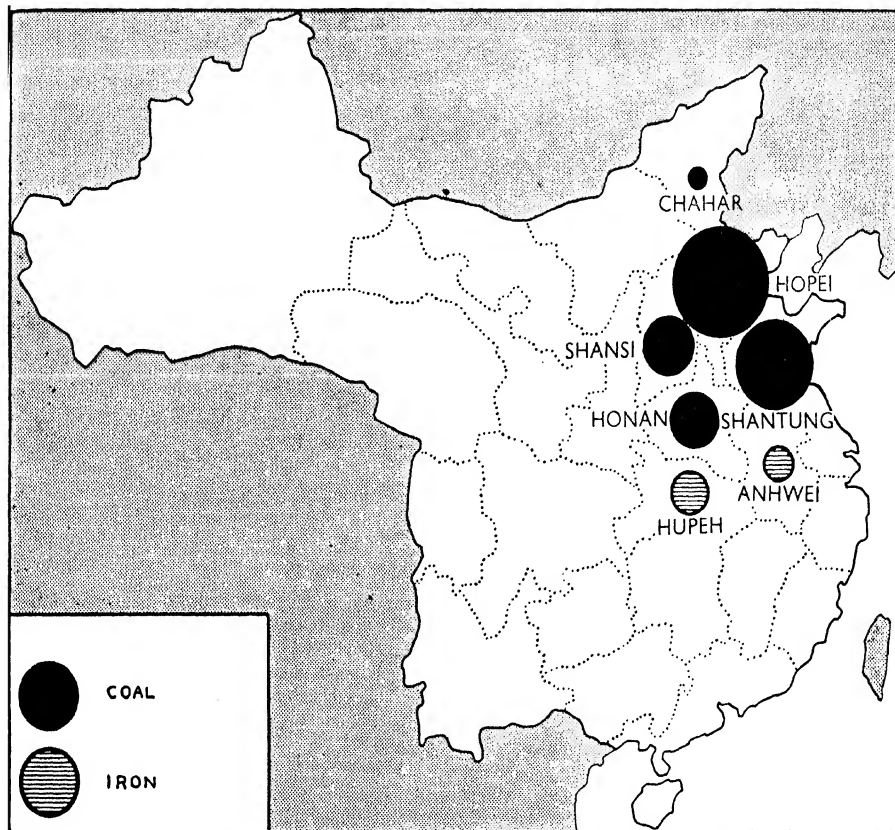 CHAHAR
HOPEI
SHANSI
HONAN
SHANTUNG
ANHWEI
HUPEH
COAL
IRON